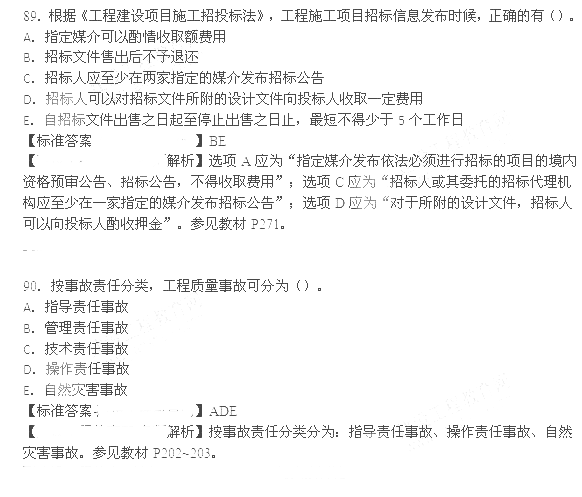 89. 根据《工程建设项目施工招投标法》，工程施工项目招标信息发布时候，正确的有（）。
A. 指定媒介可以酌情收取额费用
B. 招标文件售出后不予退还
C. 招标人应至少在两家指定的媒介发布招标公告
D. 招标人可以对招标文件所附的设计文件向投标人收取一定费用
E. 自招标文件出售之日起至停止出售之日止，最短不得少于 5 个工作日
【标准答案 】BE
【 解析】选项 A 应为“指定媒介发布依法必须进行招标的项目的境内
资格预审公告、招标公告，不得收取费用”；选项 C 应为“招标人或其委托的招标代理机
构应至少在一家指定的媒介发布招标公告”；选项 D 应为“对于所附的设计文件，招标人
可以向投标人酌收押金”。参见教材 P271。
90. 按事故责任分类，工程质量事故可分为（）。
A. 指导责任事故
B. 管理责任事故
C. 技术责任事故
D. 操作责任事故
E. 自然灾害事故
【标准答案 】ADE
【 解析】按事故责任分类分为：指导责任事故、操作责任事故、自然
灾害事故。参见教材 P202~203。